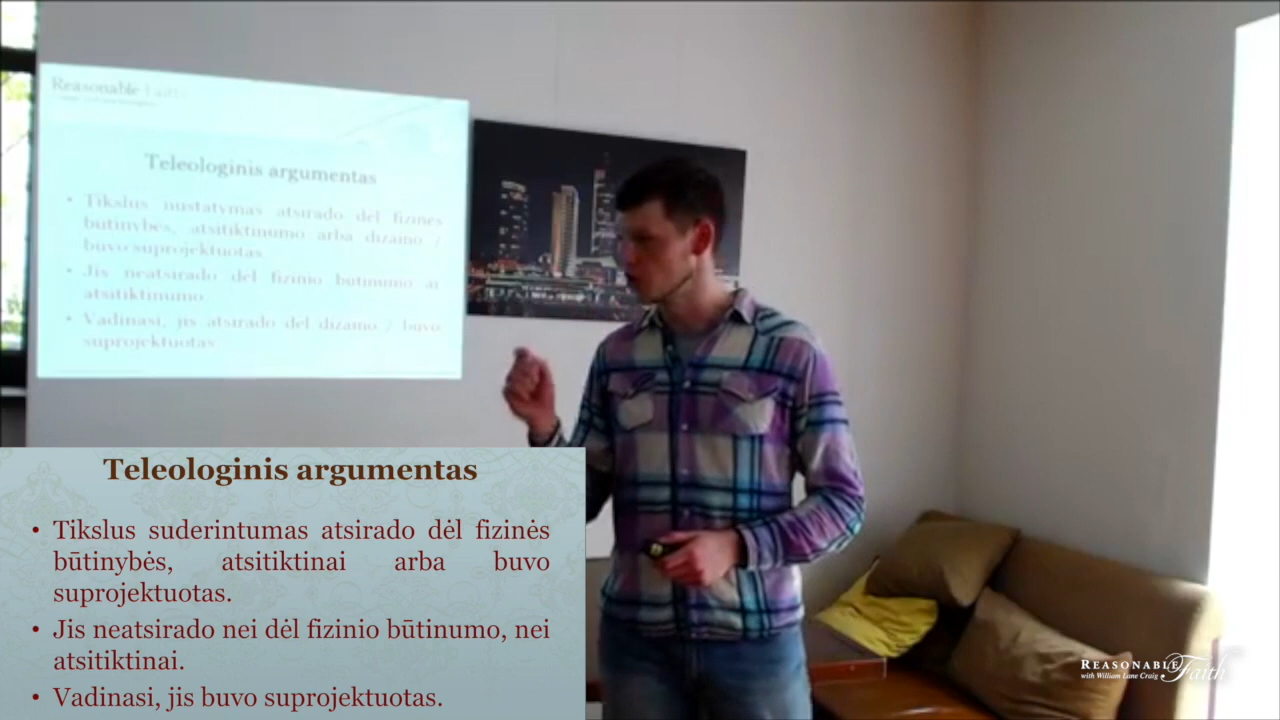 Reasonable Faith
Teleologinis argumentas
• Tikslus nustatymas atsirado dėl fizinės
būtinybės, atsitiktinumo arba dizaino /
buvo suprojektuotas.
• Jis neatsirado dėl fizinio būtinumo ar
atsitiktinumo.
• Vadinasi, jis atsirado dėl dizaino / buvo
suprojektuotas
Teleologinis argumentas
• Tikslus suderintumas atsirado dėl fizinės
būtinybės, atsitiktinai arba buvo
suprojektuotas.
• Jis neatsirado nei dėl fizinio būtinumo, nei
atsitiktinai.
• Vadinasi, jis buvo suprojektuotas.
REASONABLE Faith
with William Lane Craig